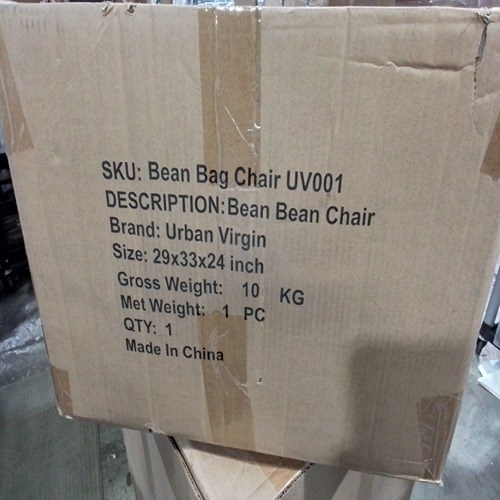 SKU: Bean Bag Chair UV001
DESCRIPTION:Bean Bean Chair
Brand: Urban Virgin
Size: 29x33x24 inch
Gross Weight: 10 KG
Met Weight: 1 PC
QTY: 1
Made In China